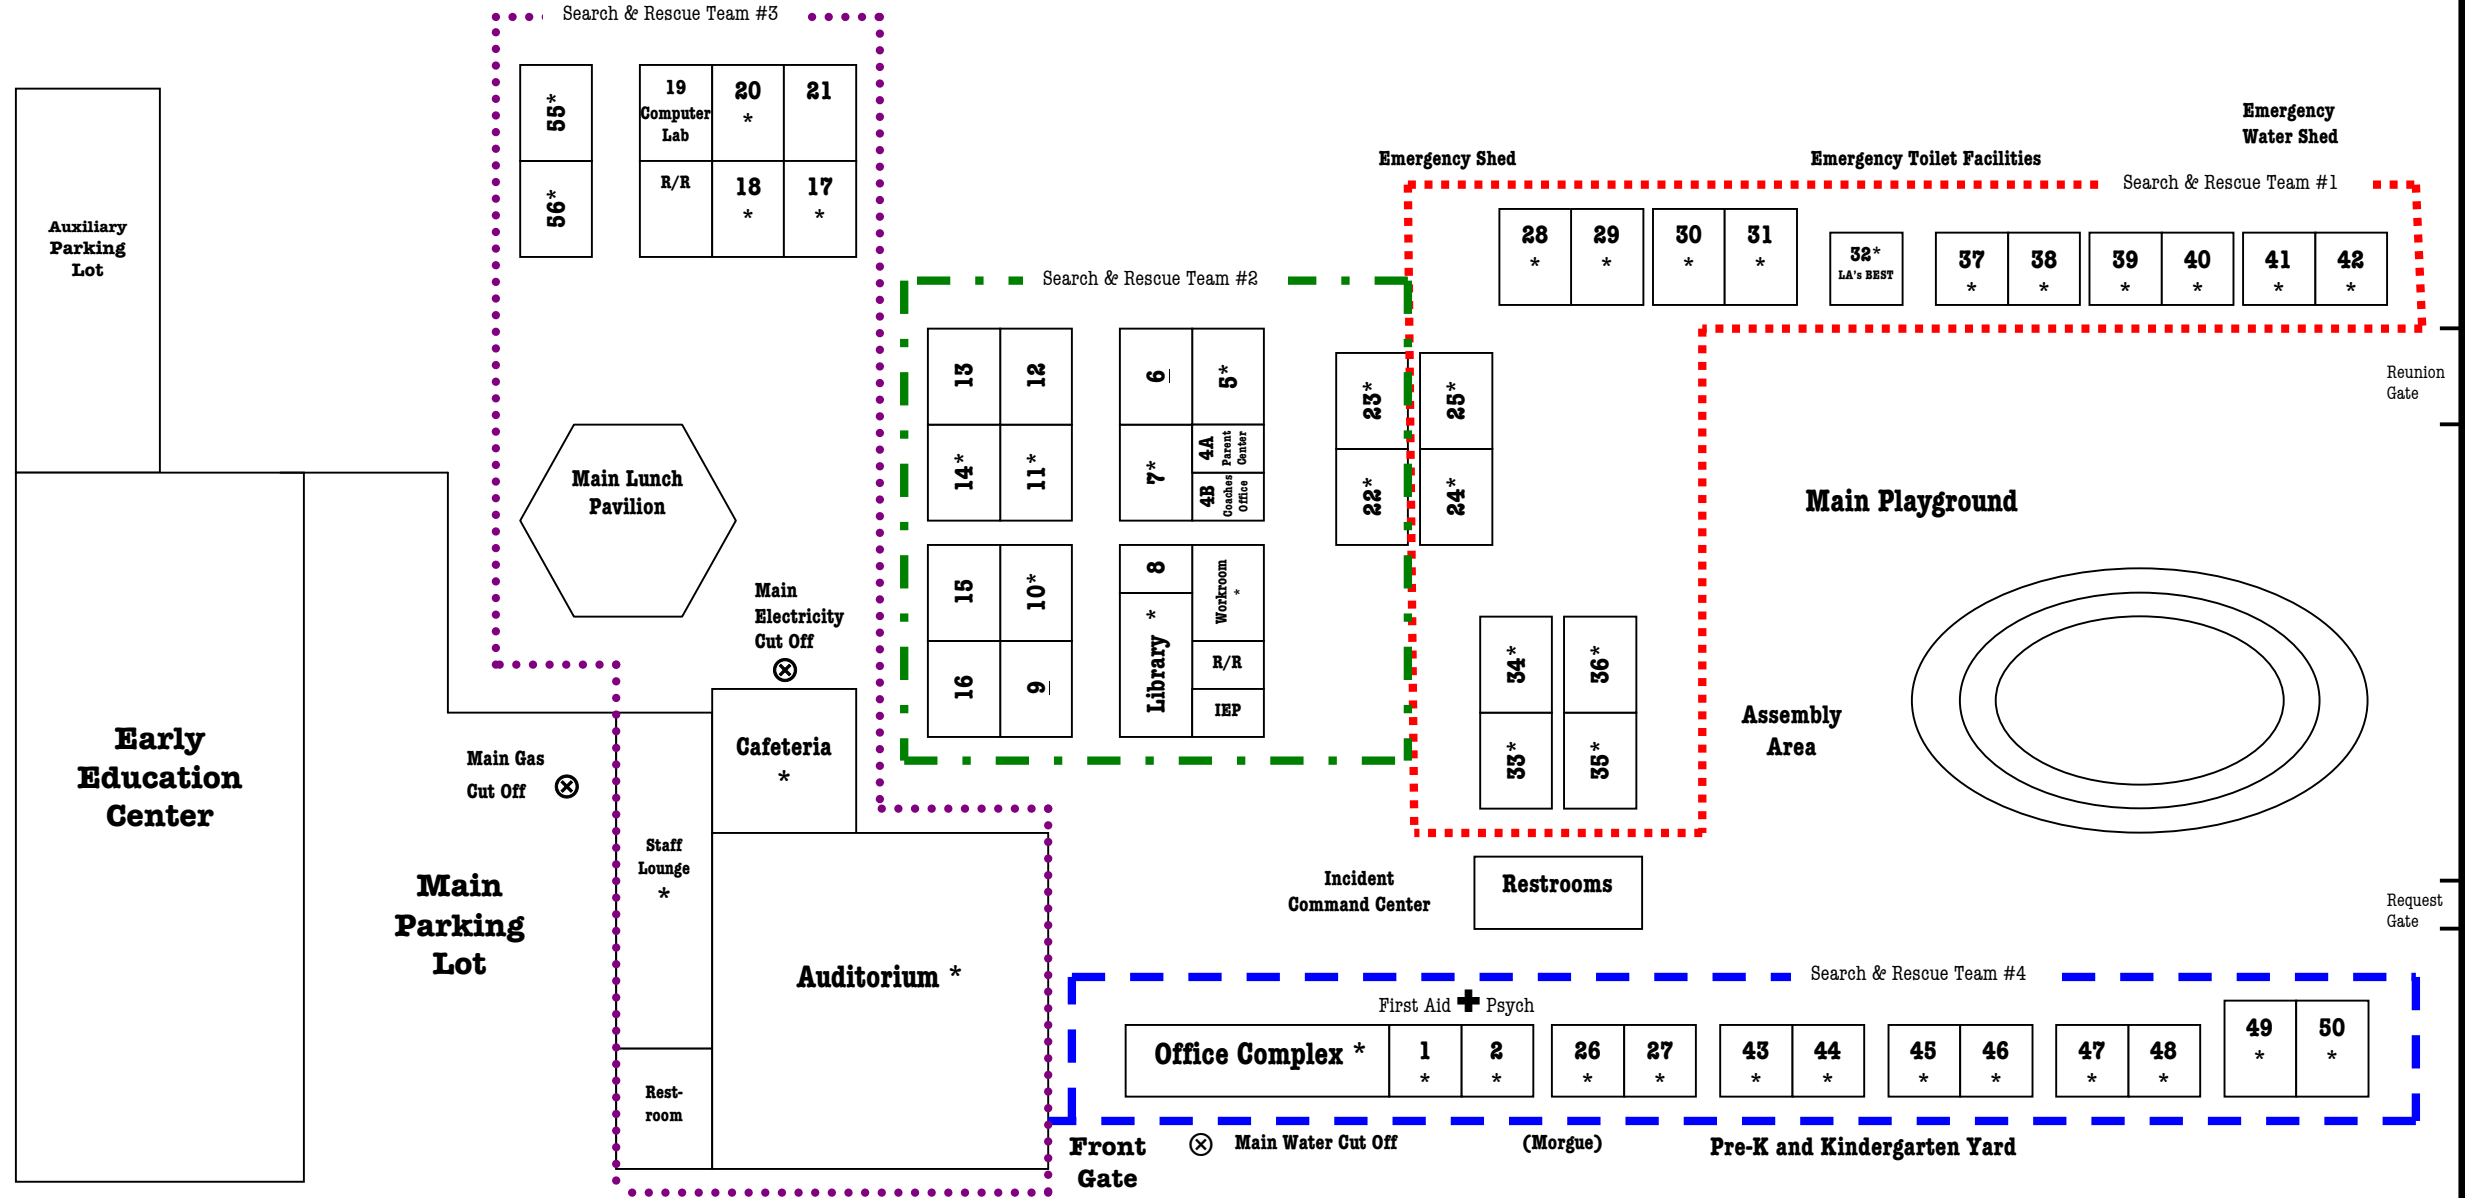 Search & Rescue Team #3
55*
56*
19
Computer
Lab
20
*
21
R/R
18
*
17
*
Auxiliary
Parking
Lot
Emergency
Water Shed
Emergency Shed
Emergency Toilet Facilities
Search & Rescue Team #1
28
*
29
*
30
*
31
*
32*
LA's BEST
37
*
38
*
39
*
40
*
41
*
42
*
Search & Rescue Team #2
13
12
14*
11*
6
5*
7*
4A
Parent
Center
4B
Coaches
Office
23*
25*
22*
24*
Reunion
Gate
Main Lunch
Pavilion
Main Playground
15
10*
16
9
8
Library *
Workroom
*
R/R
IEP
Main
Electricity
Cut Off
34*
36*
33*
35*
Assembly
Area
Early
Education
Center
Main Gas
Cut Off
Cafeteria
*
Staff
Lounge
*
Main
Parking
Lot
Auditorium *
Rest-
room
Incident
Command Center
Restrooms
Request
Gate
Search & Rescue Team #4
First Aid ✚ Psych
Office Complex *
1
*
2
*
26
*
27
*
43
*
44
*
45
*
46
*
47
*
48
*
49
*
50
*
Front
Gate
Main Water Cut Off
(Morgue)
Pre-K and Kindergarten Yard